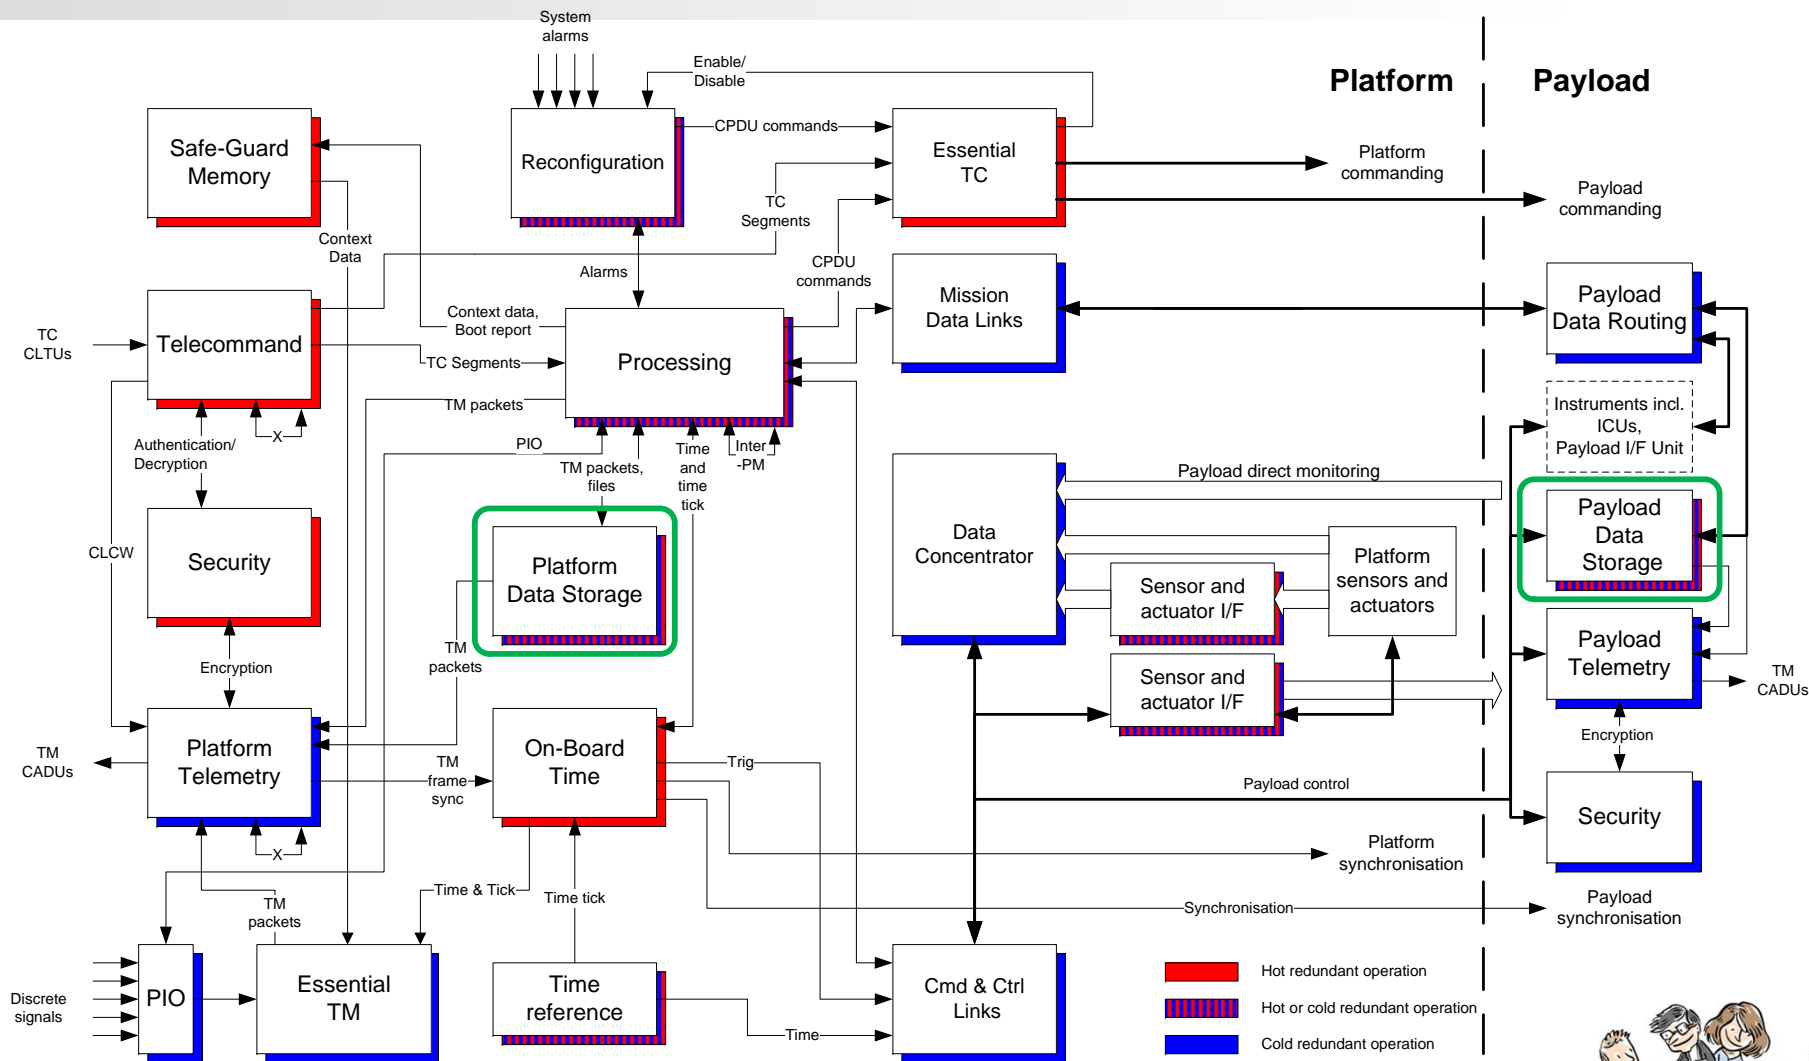 System
alarms
Enable/
Disable
Platform
Payload
Safe-Guard
Memory
Reconfiguration
CPDU commands
Essential
TC
Platform
commanding
Payload
commanding
TC
Segments
Context
Data
Alarms
CPDU
commands
Mission
Data Links
Payload
Data Routing
TC
CLTUs
Telecommand
Context data,
Boot report
TC Segments
Processing
TM packets
X
Authentication/
Decryption
PIO
TM packets,
files
Time
and
time
tick
Inter
-PM
Instruments incl.
ICUs,
Payload I/F Unit
Payload direct monitoring
CLCW
Security
Platform
Data Storage
Data
Concentrator
Sensor and
actuator I/F
Platform
sensors and
actuators
Payload
Data
Storage
Encryption
TM
packets
Sensor and
actuator I/F
Payload
Telemetry
TM
CADUs
TM
CADUs
Platform
Telemetry
TM
frame
sync
On-Board
Time
Trig
Encryption
Payload control
X
Security
Platform
synchronisation
TM
packets
Time & Tick
Time tick
Synchronisation
Payload
synchronisation
Discrete
signals
PIO
Essential
TM
Time
reference
Time
Cmd & Ctrl
Links
Hot redundant operation
Hot or cold redundant operation
Cold redundant operation